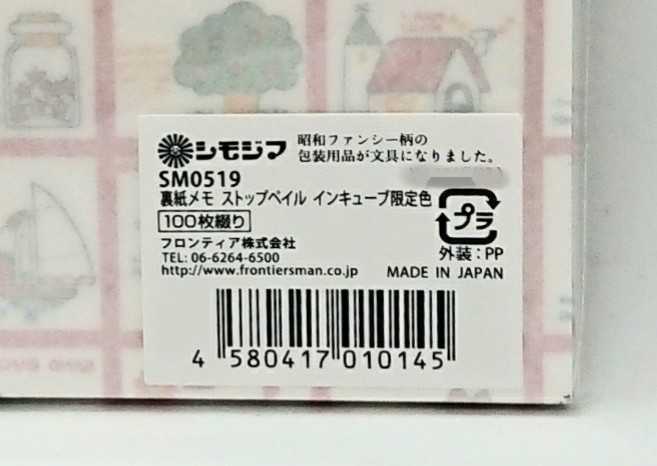 シモジマ
昭和ファンシー柄の
包装用品が文具になりました。
SM0519
裏紙メモ ストップペイル インキューブ限定色
100枚綴り
フロンティア株式会社
TEL: 06-6264-6500
http://www.frontiersman.co.jp
プラ
外装：PP
MADE IN JAPAN
4 580417 010145